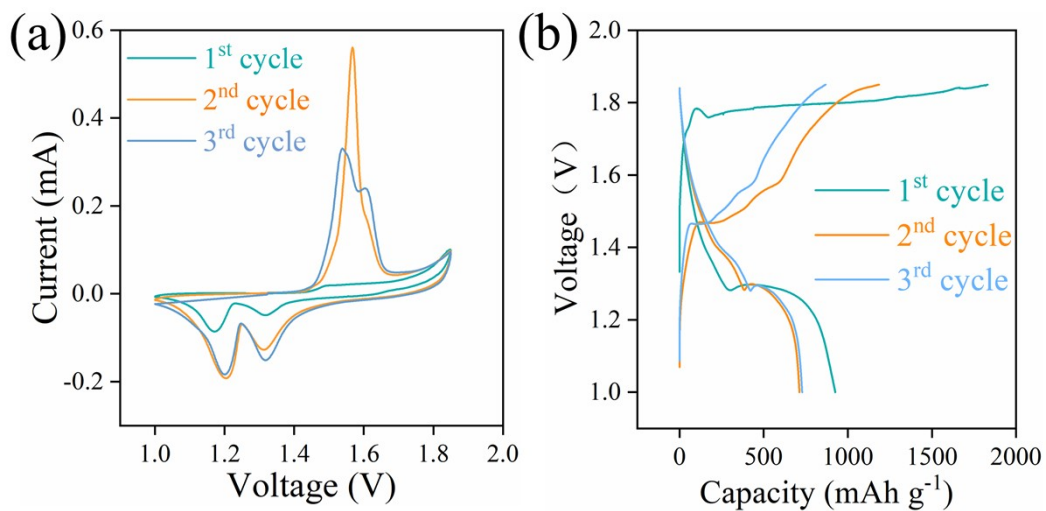 (a)
0.6
0.4
0.2
0.0
-0.2
Current (mA)
1st cycle
2nd cycle
3rd cycle
1.0 1.2 1.4 1.6 1.8 2.0
Voltage (V)
(b)
2.0
1.8
1.6
1.4
1.2
1.0
Voltage（V）
1st cycle
2nd cycle
3rd cycle
0 500 1000 1500 2000
Capacity (mAh g-1)